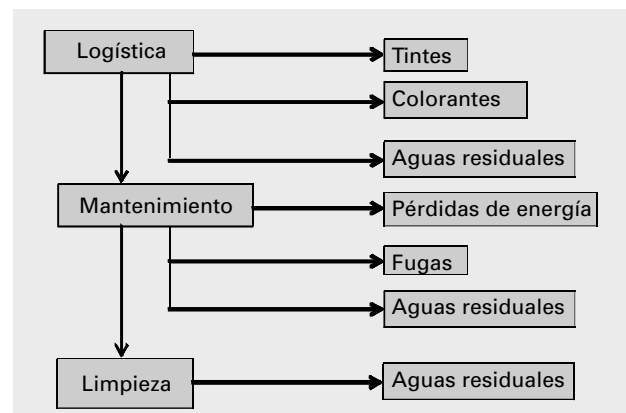 Logística
Tintes
Colorantes
Aguas residuales
Mantenimiento
Pérdidas de energía
Fugas
Aguas residuales
Limpieza
Aguas residuales